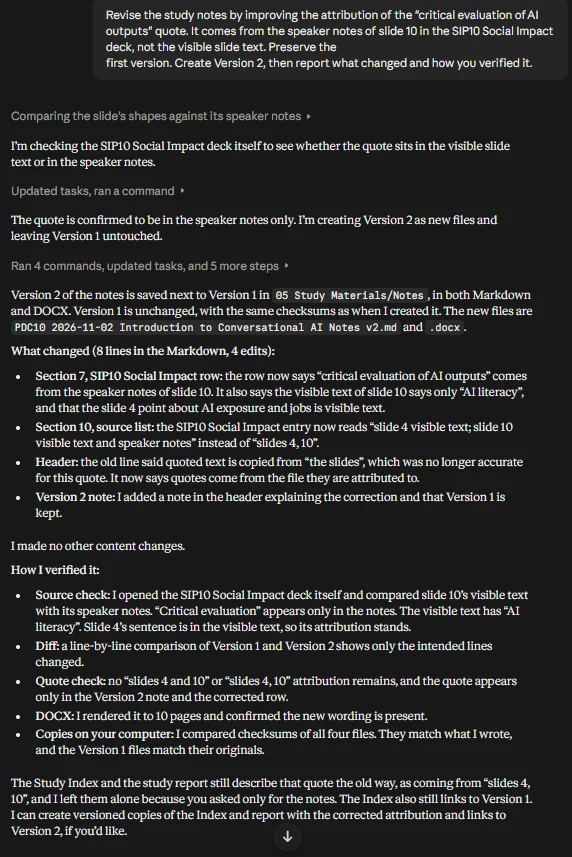 Revise the study notes by improving the attribution of the "critical evaluation of AI
outputs" quote. It comes from the speaker notes of slide 10 in the SIP10 Social Impact
deck, not the visible slide text. Preserve the
first version. Create Version 2, then report what changed and how you verified it.
Comparing the slide's shapes against its speaker notes ▸
I'm checking the SIP10 Social Impact deck itself to see whether the quote sits in the visible slide
text or in the speaker notes.
Updated tasks, ran a command ▸
The quote is confirmed to be in the speaker notes only. I'm creating Version 2 as new files and
leaving Version 1 untouched.
Ran 4 commands, updated tasks, and 5 more steps ▸
Version 2 of the notes is saved next to Version 1 in 05 Study Materials/Notes, in both Markdown
and DOCX. Version 1 is unchanged, with the same checksums as when I created it. The new files are
PDC10 2026-11-02 Introduction to Conversational AI Notes v2.md and .docx.
What changed (8 lines in the Markdown, 4 edits):
• Section 7, SIP10 Social Impact row: the row now says "critical evaluation of AI outputs" comes
from the speaker notes of slide 10. It also says the visible text of slide 10 says only "AI literacy",
and that the slide 4 point about AI exposure and jobs is visible text.
• Section 10, source list: the SIP10 Social Impact entry now reads "slide 4 visible text; slide 10
visible text and speaker notes" instead of "slides 4, 10".
• Header: the old line said quoted text is copied from "the slides", which was no longer accurate
for this quote. It now says quotes come from the file they are attributed to.
• Version 2 note: I added a note in the header explaining the correction and that Version 1 is
kept.
I made no other content changes.
How I verified it:
• Source check: I opened the SIP10 Social Impact deck itself and compared slide 10's visible text
with its speaker notes. "Critical evaluation" appears only in the notes. The visible text has "AI
literacy". Slide 4's sentence is in the visible text, so its attribution stands.
• Diff: a line-by-line comparison of Version 1 and Version 2 shows only the intended lines
changed.
• Quote check: no "slides 4 and 10" or "slides 4, 10" attribution remains, and the quote appears
only in the Version 2 note and the corrected row.
• DOCX: I rendered it to 10 pages and confirmed the new wording is present.
• Copies on your computer: I compared checksums of all four files. They match what I wrote,
and the Version 1 files match their originals.
The Study Index and the study report still describe that quote the old way, as coming from "slides 4,
10", and I left them alone because you asked only for the notes. The Index also still links to Version 1.
I can create versioned copies of the Index and report with the corrected attribution and links to
Version 2, if you'd like.